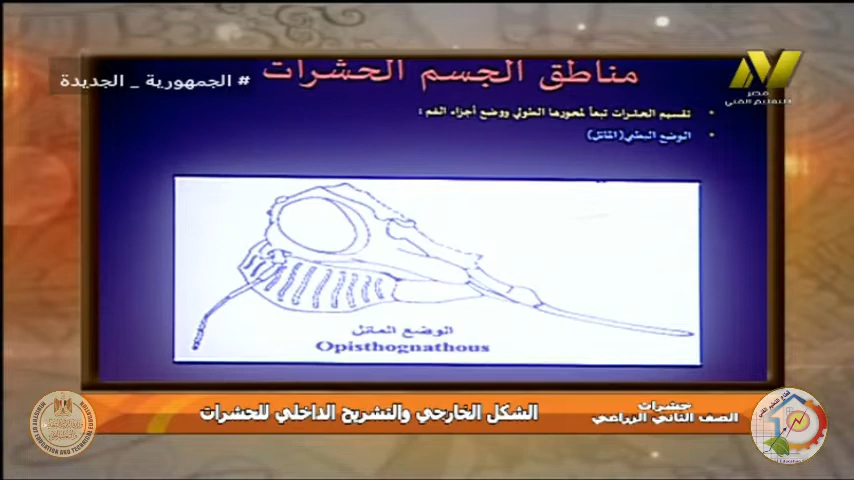 # الجمهورية _ الجديدة
مناطق الجسم الحشرات
مصر
التعليم الفني
• تقسيم الحشرات تبعاً لمحورها الطولي ووضع أجزاء الفم :
• الوضع البطني (المائل)
الوضع المائل
Opisthognathous
حشرات
الصف الثاني الزراعي
الشكل الخارجي والتشريح الداخلي للحشرات